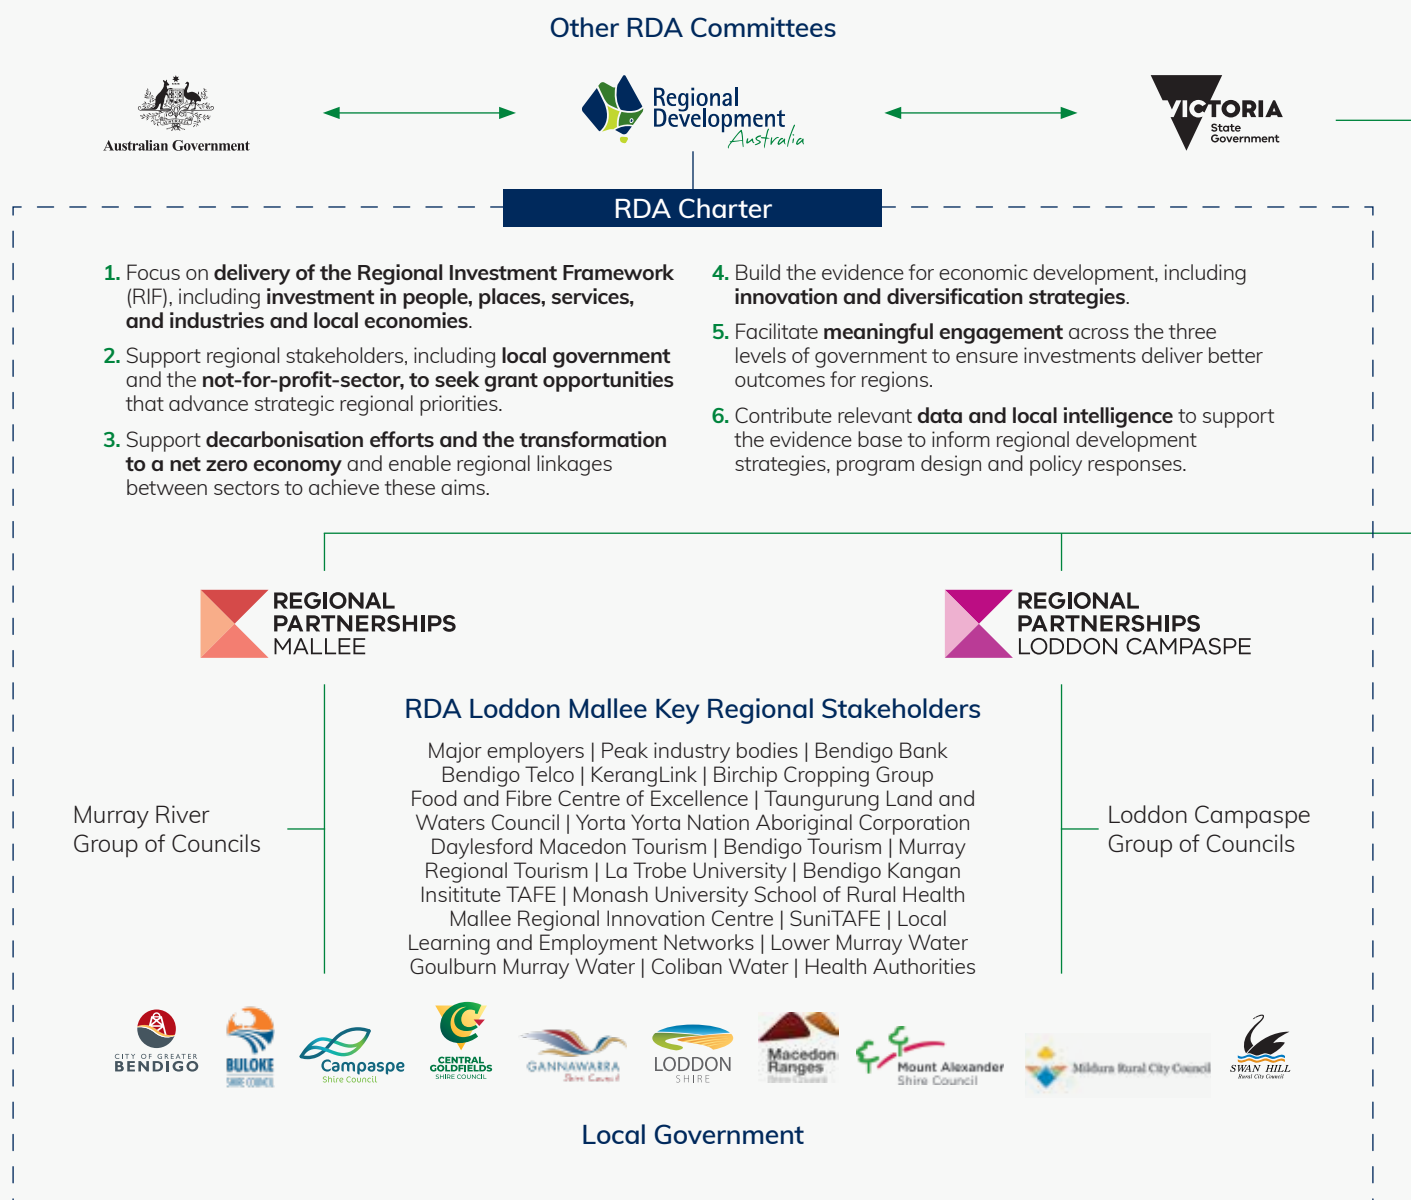 Other RDA Committees
Australian Government
Regional
Development
Australia
VICTORIA
State
Government
RDA Charter
1. Focus on delivery of the Regional Investment Framework
(RIF), including investment in people, places, services,
and industries and local economies.
2. Support regional stakeholders, including local government
and the not-for-profit-sector, to seek grant opportunities
that advance strategic regional priorities.
3. Support decarbonisation efforts and the transformation
to a net zero economy and enable regional linkages
between sectors to achieve these aims.
4. Build the evidence for economic development, including
innovation and diversification strategies.
5. Facilitate meaningful engagement across the three
levels of government to ensure investments deliver better
outcomes for regions.
6. Contribute relevant data and local intelligence to support
the evidence base to inform regional development
strategies, program design and policy responses.
REGIONAL
PARTNERSHIPS
MALLEE
REGIONAL
PARTNERSHIPS
LODDON CAMPASPE
RDA Loddon Mallee Key Regional Stakeholders
Major employers | Peak industry bodies | Bendigo Bank
Bendigo Telco | KerangLink | Birchip Cropping Group
Food and Fibre Centre of Excellence | Taungurung Land and
Waters Council | Yorta Yorta Nation Aboriginal Corporation
Daylesford Macedon Tourism | Bendigo Tourism | Murray
Regional Tourism | La Trobe University | Bendigo Kangan
Insititute TAFE | Monash University School of Rural Health
Mallee Regional Innovation Centre | SuniTAFE | Local
Learning and Employment Networks | Lower Murray Water
Goulburn Murray Water | Coliban Water | Health Authorities
Murray River
Group of Councils
Loddon Campaspe
Group of Councils
CITY OF GREATER
BENDIGO
BULOKE
SHIRE COUNCIL
Campaspe
Shire Council
CENTRAL
GOLDFIELDS
SHIRE COUNCIL
GANNAWARRA
Shire Council
LODDON
SHIRE
Macedon
Ranges
Shire Council
Mount Alexander
Shire Council
Mildura Rural City Council
SWAN HILL
Rural City Council
Local Government